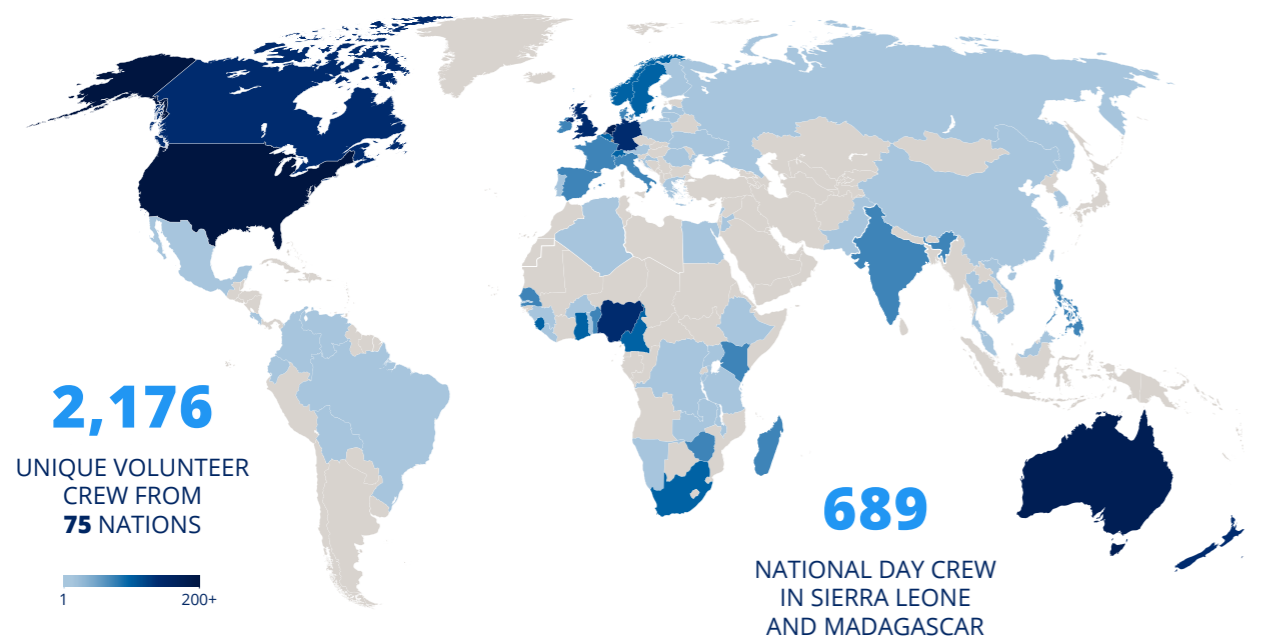 2,176
UNIQUE VOLUNTEER
CREW FROM
75 NATIONS
1 200+
689
NATIONAL DAY CREW
IN SIERRA LEONE
AND MADAGASCAR